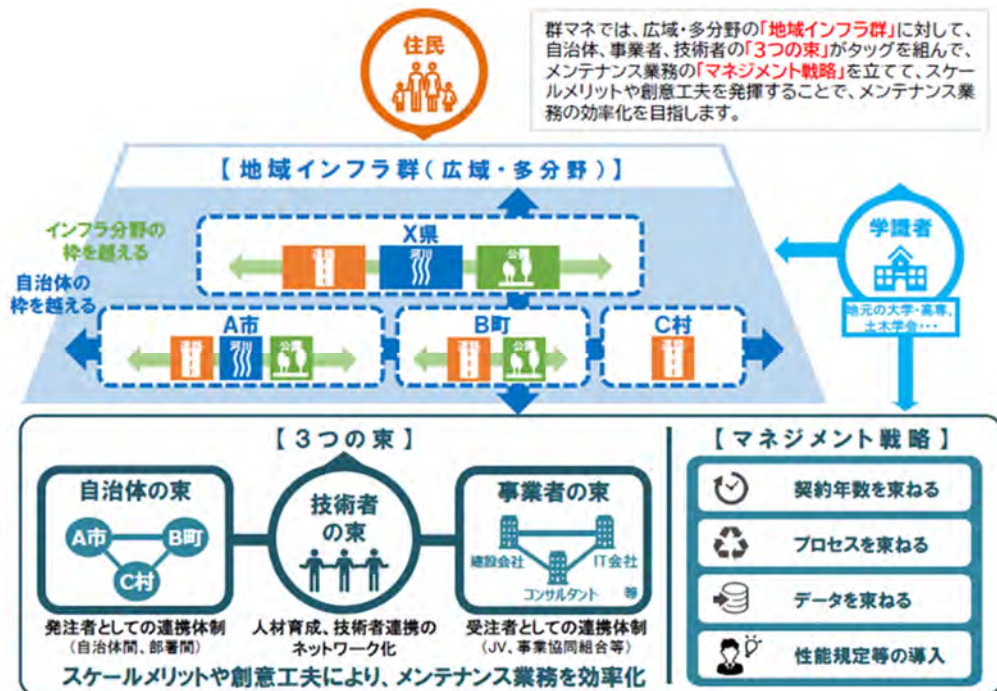 住民
群マネでは、広域・多分野の「地域インフラ群」に対して、
自治体、事業者、技術者の「3つの束」がタッグを組んで、
メンテナンス業務の「マネジメント戦略」を立てて、スケー
ルメリットや創意工夫を発揮することで、メンテナンス業
務の効率化を目指します。
【地域インフラ群(広域・多分野)】
インフラ分野の
枠を越える
自治体の
枠を越える
X県
道路
河川
公園
A市
道路
河川
公園
B町
道路
公園
C村
道路
学識者
地元の大学・高専、
土木学会・・・
【3つの束】
自治体の束
A市
B町
C村
発注者としての連携体制
(自治体間、部署間)
技術者
の束
人材育成、技術者連携の
ネットワーク化
事業者の束
建設会社
IT会社
コンサルタント 等
受注者としての連携体制
(JV、事業協同組合等)
スケールメリットや創意工夫により、メンテナンス業務を効率化
【マネジメント戦略】
契約年数を束ねる
プロセスを束ねる
データを束ねる
性能規定等の導入